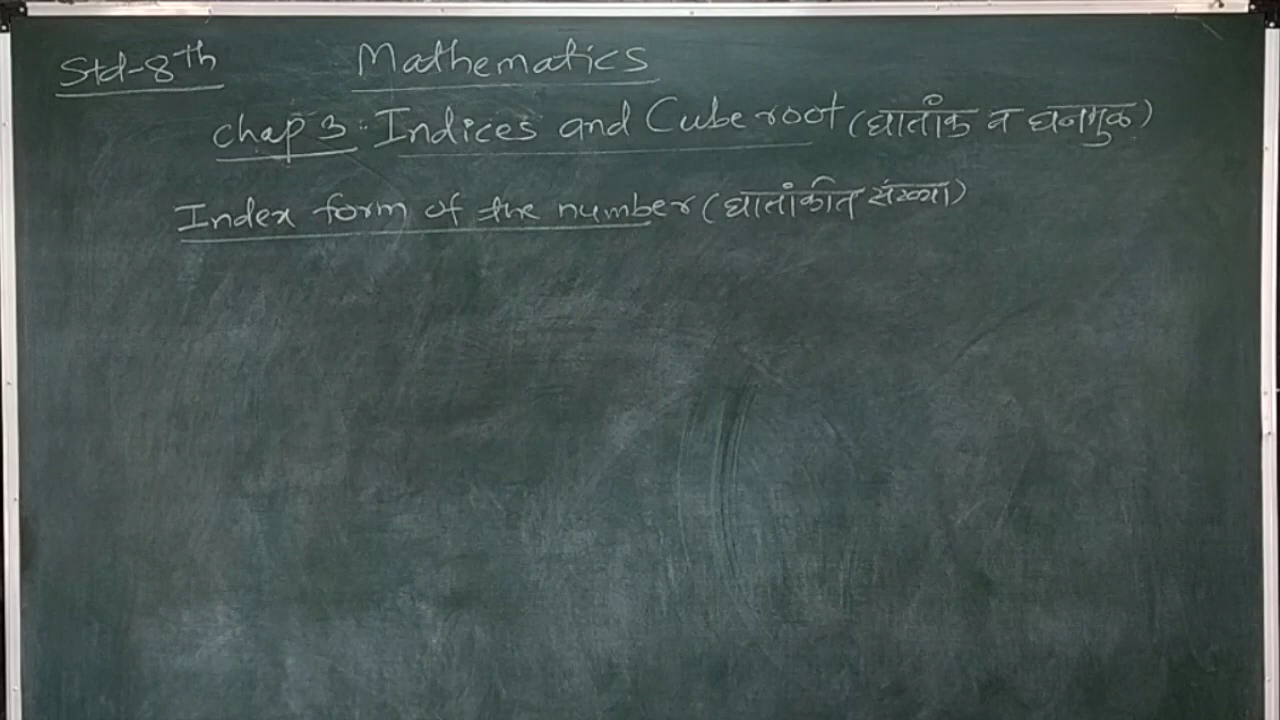 Std-8th Mathematics
Chap 3:- Indices and Cube root (घातांक व घनमुळ)
Index form of the number (घातांकीत संख्या)